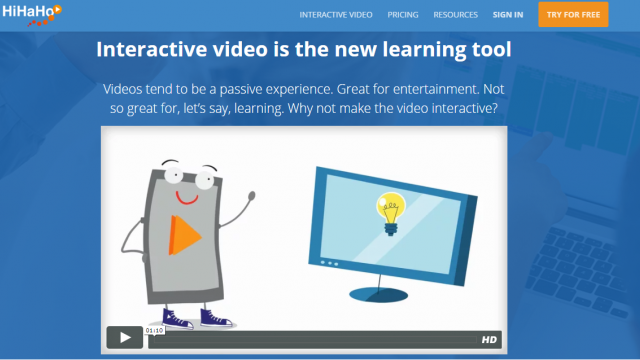 HiHaHo
INTERACTIVE VIDEO PRICING RESOURCES SIGN IN TRY FOR FREE
Interactive video is the new learning tool
Videos tend to be a passive experience. Great for entertainment. Not
so great for, let's say, learning. Why not make the video interactive?
01:10
HD